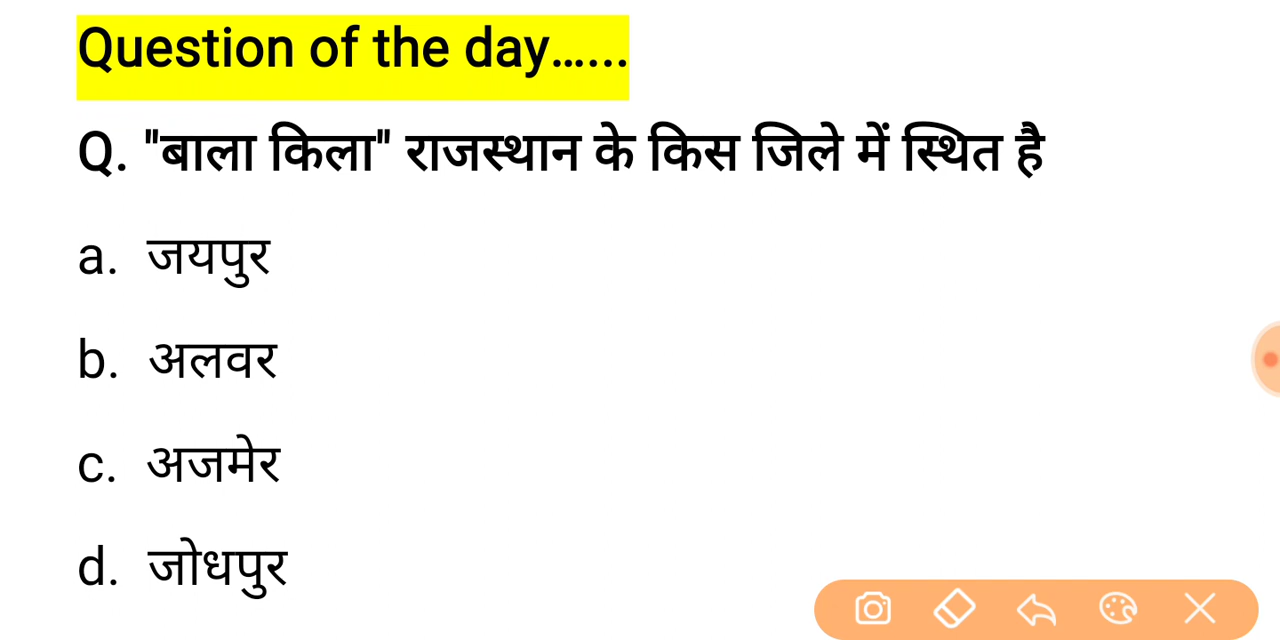 Question of the day......
Q. "बाला किला" राजस्थान के किस जिले में स्थित है
a. जयपुर
b. अलवर
c. अजमेर
d. जोधपुर